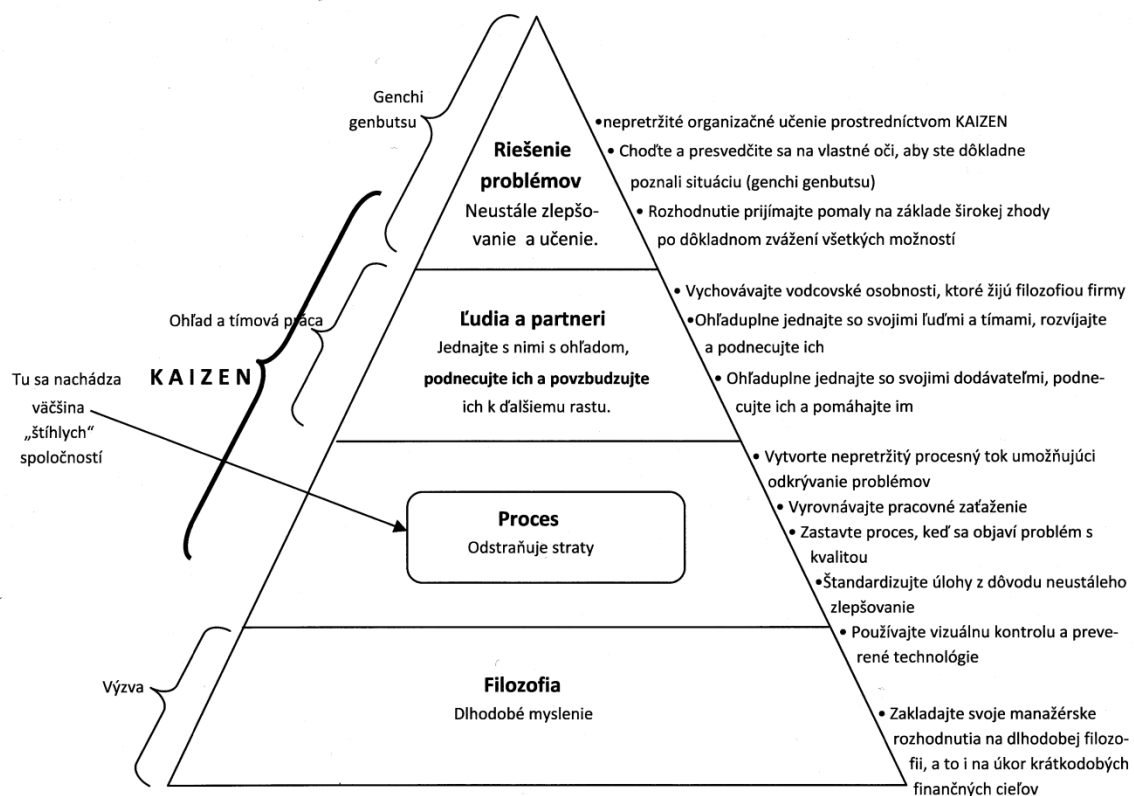 Genchi
genbutsu
Riešenie
problémov
Neustále zlepšo-
vanie a učenie.
•nepretržité organizačné učenie prostredníctvom KAIZEN
• Choďte a presvedčite sa na vlastné oči, aby ste dôkladne
poznali situáciu (genchi genbutsu)
• Rozhodnutie prijímajte pomaly na základe širokej zhody
po dôkladnom zvážení všetkých možností
Ohľad a tímová práca
K A I Z E N
Tu sa nachádza
väčšina
„štíhlych“
spoločností
Ľudia a partneri
Jednajte s nimi s ohľadom,
podnecujte ich a povzbudzujte
ich k ďalšiemu rastu.
• Vychovávajte vodcovské osobnosti, ktoré žijú filozofiou firmy
•Ohľaduplne jednajte so svojimi ľuďmi a tímami, rozvíjajte
a podnecujte ich
• Ohľaduplne jednajte so svojimi dodávateľmi, podne-
cujte ich a pomáhajte im
Proces
Odstraňuje straty
• Vytvorte nepretržitý procesný tok umožňujúci
odkrývanie problémov
• Vyrovnávajte pracovné zaťaženie
• Zastavte proces, keď sa objaví problém s
kvalitou
•Štandardizujte úlohy z dôvodu neustáleho
zlepšovanie
• Používajte vizuálnu kontrolu a preve-
rené technológie
Výzva
Filozofia
Dlhodobé myslenie
• Zakladajte svoje manažérske
rozhodnutia na dlhodobej filozo-
fii, a to i na úkor krátkodobých
finančných cieľov